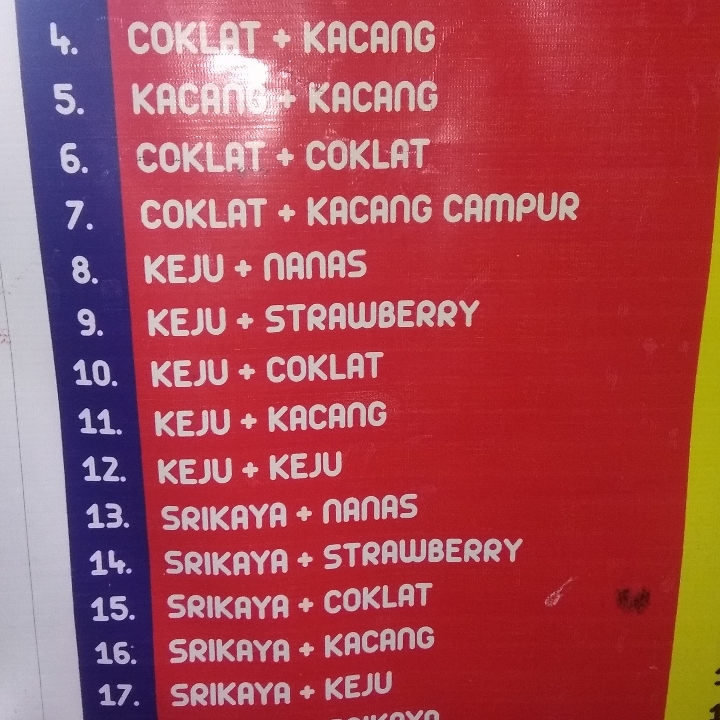 4. COKLAT + KACANG
5. KACANG + KACANG
6. COKLAT + COKLAT
7. COKLAT + KACANG CAMPUR
8. KEJU + NANAS
9. KEJU + STRAWBERRY
10. KEJU + COKLAT
11. KEJU + KACANG
12. KEJU + KEJU
13. SRIKAYA + NANAS
14. SRIKAYA + STRAWBERRY
15. SRIKAYA + COKLAT
16. SRIKAYA + KACANG
17. SRIKAYA + KEJU